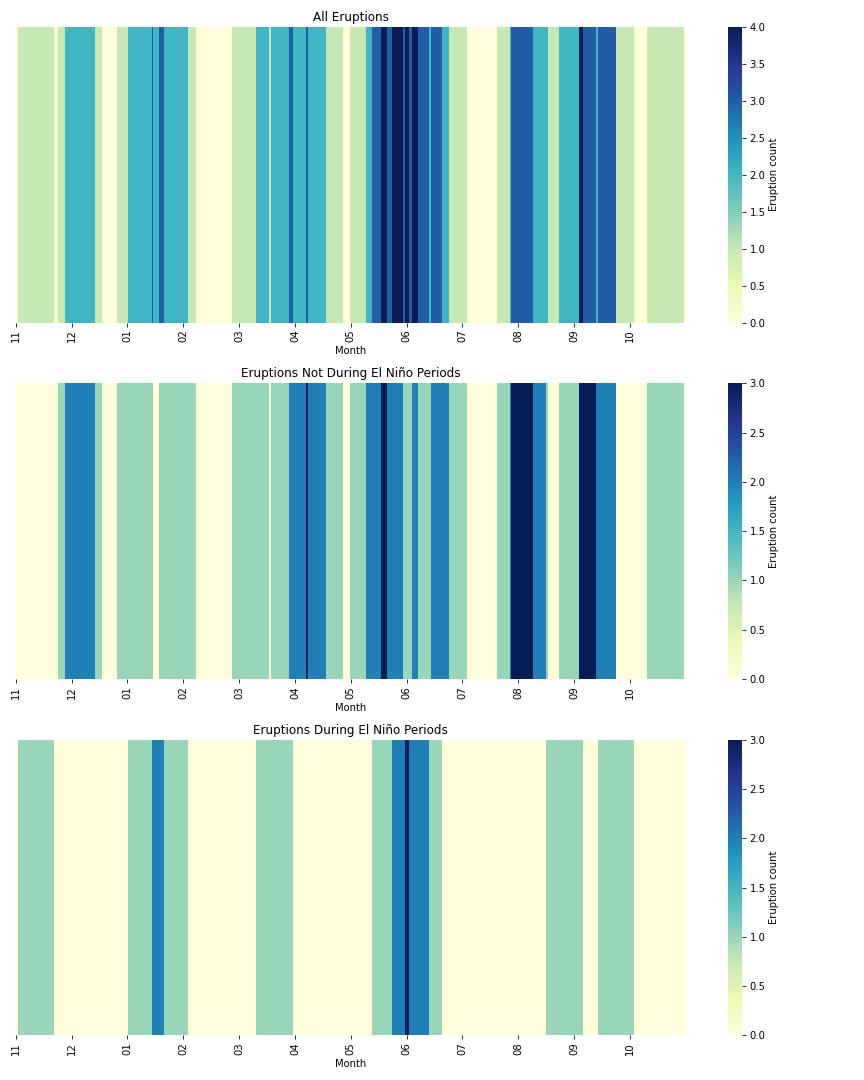 All Eruptions
4.0
3.5
3.0
2.5
2.0
1.5
1.0
0.5
0.0
Eruption count
11 12 01 02 03 04 05 06 07 08 09 10
Month
Eruptions Not During El Niño Periods
3.0
2.5
2.0
1.5
1.0
0.5
0.0
Eruption count
11 12 01 02 03 04 05 06 07 08 09 10
Month
Eruptions During El Niño Periods
3.0
2.5
2.0
1.5
1.0
0.5
0.0
Eruption count
11 12 01 02 03 04 05 06 07 08 09 10
Month